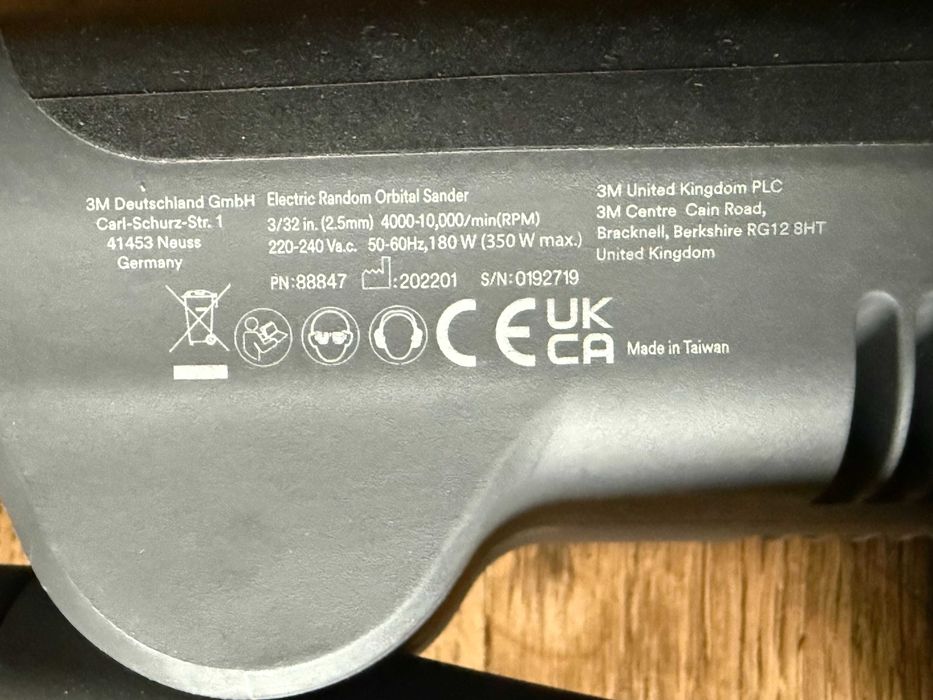 3M Deutschland GmbH
Carl-Schurz-Str. 1
41453 Neuss
Germany
Electric Random Orbital Sander
3/32 in. (2.5mm) 4000-10,000/min(RPM)
220-240 Va.c. 50-60Hz,180 W (350 W max.)
PN:88847 :202201 S/N:0192719
3M United Kingdom PLC
3M Centre Cain Road,
Bracknell, Berkshire RG12 8HT
United Kingdom
CE
UK
CA
Made in Taiwan